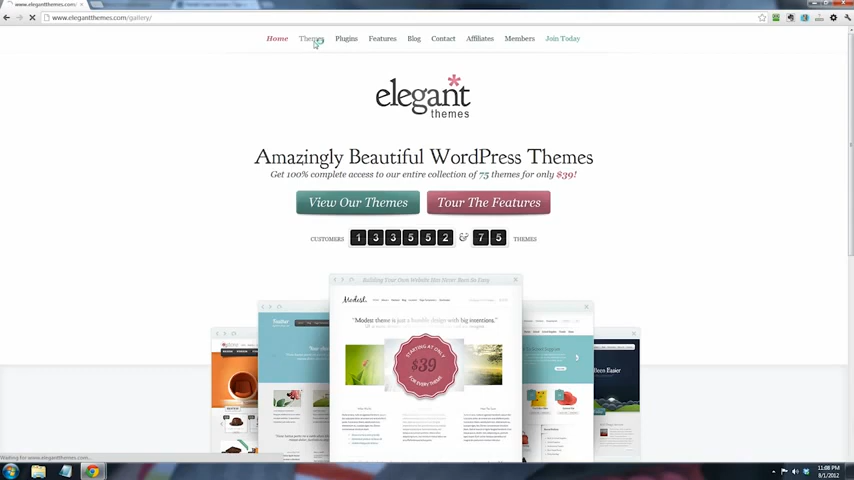 www.elegantthemes.com/
www.elegantthemes.com/gallery/
Home Themes Plugins Features Blog Contact Affiliates Members Join Today
elegant
themes
Amazingly Beautiful WordPress Themes
Get 100% complete access to our entire collection of 75 themes for only $39!
View Our Themes Tour The Features
CUSTOMERS 1 3 3 5 5 2 & 7 5 THEMES
Building Your Own Website Has Never Been So Easy
Modest.
"Modest theme is just a humble design with big intentions."
STARTING AT ONLY
$39
FOR EVERY THEME
Waiting for www.elegantthemes.com...
11:08 PM
8/1/2012